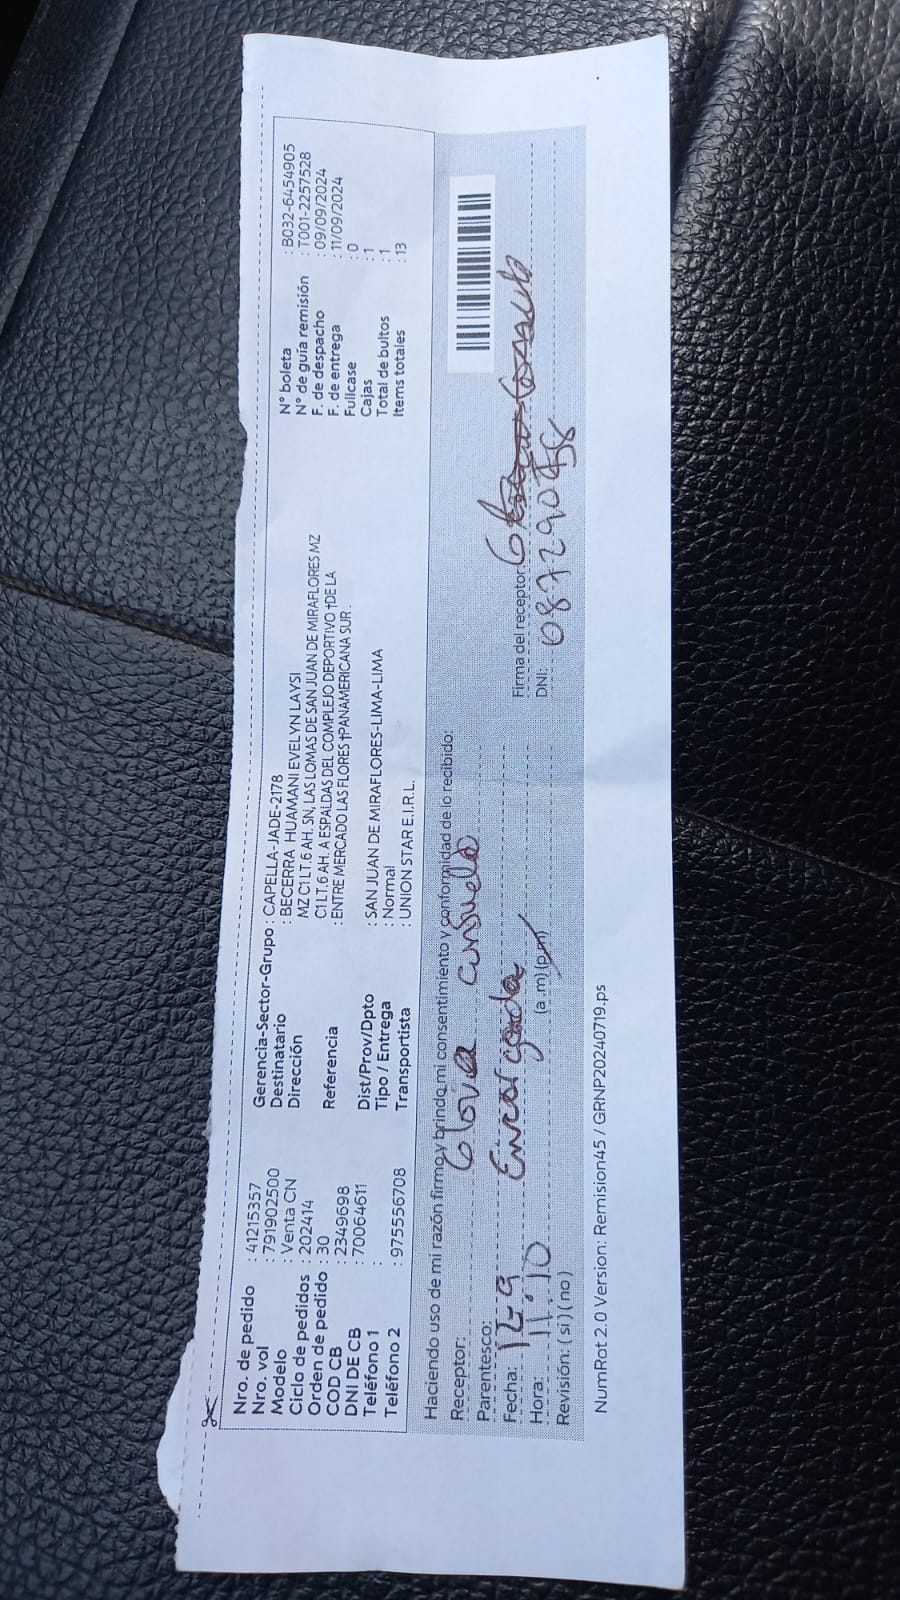 Nro. de pedido : 41215357
Nro. vol : 791902500
Modelo : Venta CN
Ciclo de pedidos : 202414
Orden de pedido : 30
COD CB : 2349698
DNI DE CB : 70064611
Teléfono 1 :
Teléfono 2 : 975556708
Gerencia-Sector-Grupo : CAPELLA-JADE-2178
Destinatario : BECERRA HUAMANI EVELYN LAYSI
Dirección MZ C1 LT.6 AH. SN, LAS LOMAS DE SAN JUAN DE MIRAFLORES MZ
C1 LT.6 AH. A ESPALDAS DEL COMPLEJO DEPORTIVO †DE LA
Referencia : ENTRE MERCADO LAS FLORES †PANAMERICANA SUR.
Dist/Prov/Dpto : SAN JUAN DE MIRAFLORES-LIMA-LIMA
Tipo / Entrega : Normal
Transportista : UNION STAR E.I.R.L.
N° boleta : B032-6454905
N° de guía remisión : T001-2257528
F. de despacho : 09/09/2024
F. de entrega : 11/09/2024
Fullcase : 0
Cajas : 1
Total de bultos : 1
Items totales : 13
Haciendo uso de mi razón firmo y brindo mi consentimiento y conformidad de lo recibido:
Receptor:
Parentesco: Encargada
Fecha:
Hora: 11:10 (a.m)(p.m)
Revisión: (si)(no)
Firma del receptor:
DNI: 08729058
NumRot 2.0 Version: Remision45 / GRNP20240719.ps